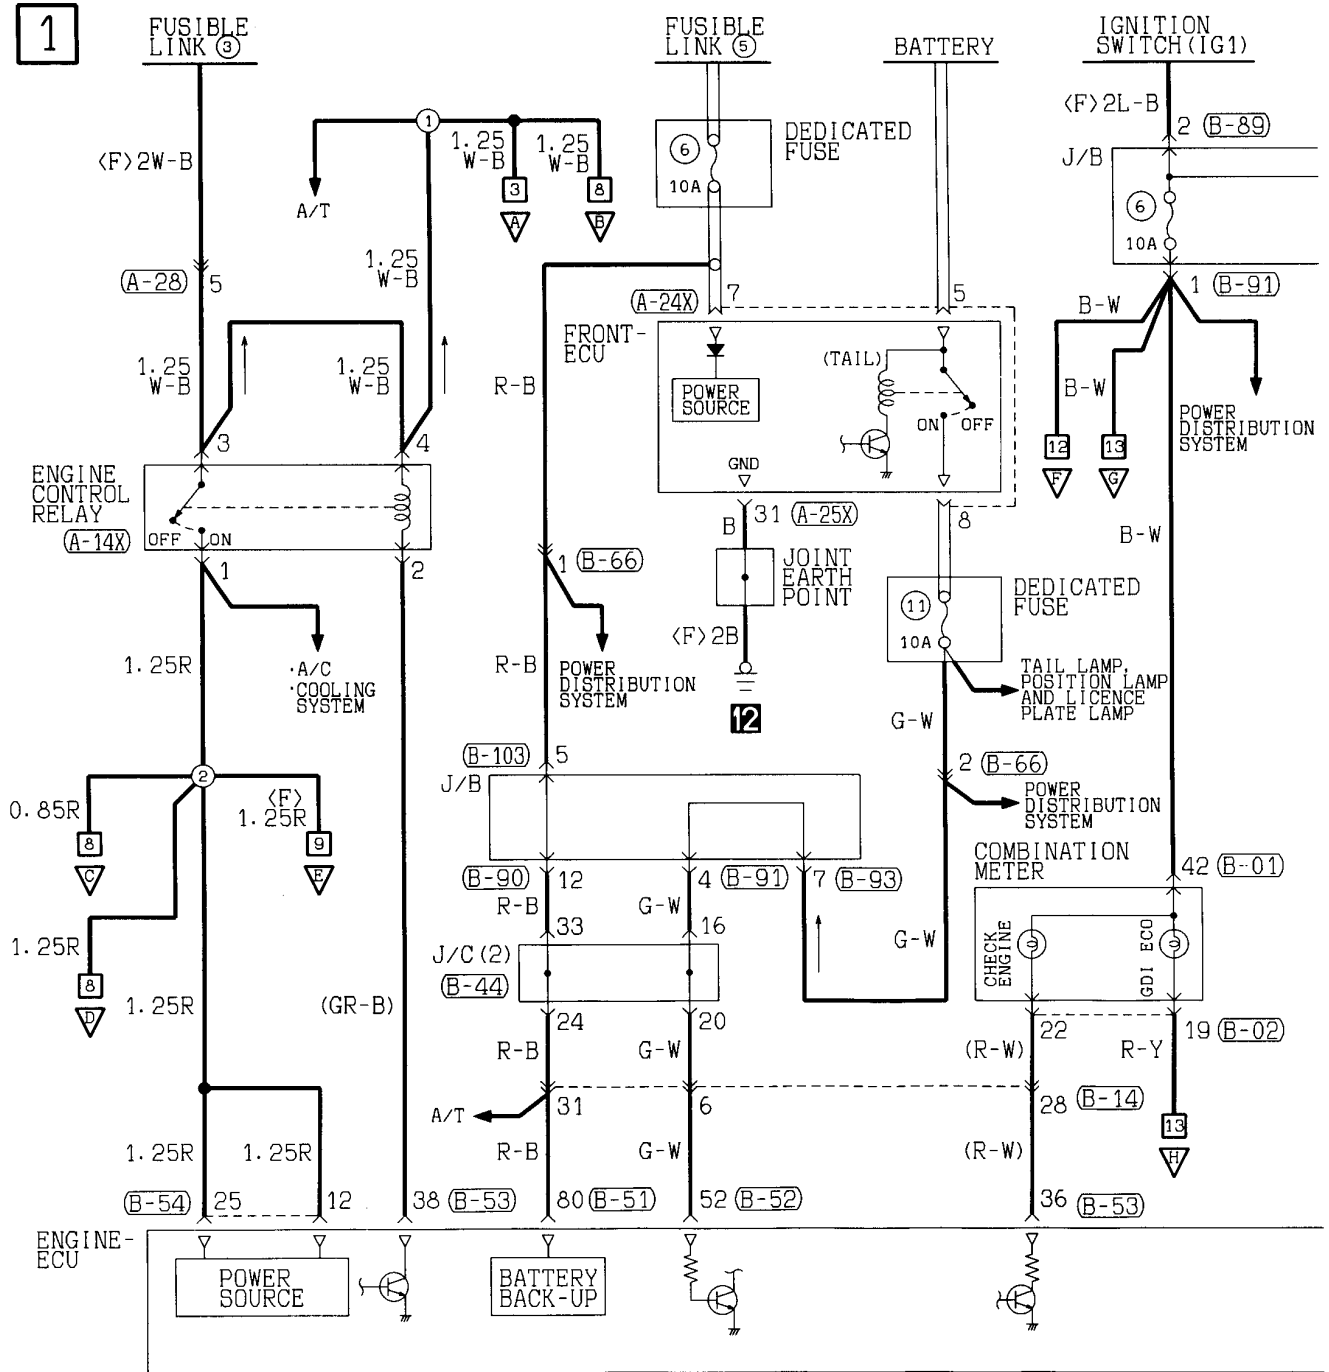 1
FUSIBLE
LINK ③
FUSIBLE
LINK ⑤
BATTERY
IGNITION
SWITCH(IG1)
<F>2L-B
2 (B-89)
J/B
6
10A
1 (B-91)
<F>2W-B
A/T
1
1.25
W-B
1.25
W-B
3
A
8
B
1.25
W-B
(A-28) 5
DEDICATED
FUSE
6
10A
(A-24X) 7
5
1.25
W-B
1.25
W-B
3
4
ENGINE
CONTROL
RELAY
(A-14X)
OFF
ON
1
2
R-B
FRONT-
ECU
POWER
SOURCE
(TAIL)
ON
OFF
GND
31 (A-25X)
8
B
JOINT
EARTH
POINT
<F>2B
12
B-W
B-W
12
F
13
G
POWER
DISTRIBUTION
SYSTEM
B-W
1 (B-66)
POWER
DISTRIBUTION
SYSTEM
R-B
11
10A
DEDICATED
FUSE
TAIL LAMP,
POSITION LAMP
AND LICENCE
PLATE LAMP
G-W
2 (B-66)
POWER
DISTRIBUTION
SYSTEM
1.25R
·A/C
·COOLING
SYSTEM
2
0.85R
<F>
1.25R
8
C
9
E
1.25R
8
D
1.25R
(GR-B)
(B-103) 5
J/B
(B-90) 12
4 (B-91)
7 (B-93)
R-B
G-W
33
16
J/C(2)
(B-44)
24
20
R-B
G-W
G-W
COMBINATION
METER
42 (B-01)
CHECK
ENGINE
GDI ECO
22
19 (B-02)
(R-W)
R-Y
A/T
31
6
28 (B-14)
13
H
1.25R
1.25R
R-B
G-W
(R-W)
(B-54) 25
12
38 (B-53)
80 (B-51)
52 (B-52)
36 (B-53)
ENGINE-
ECU
POWER
SOURCE
BATTERY
BACK-UP